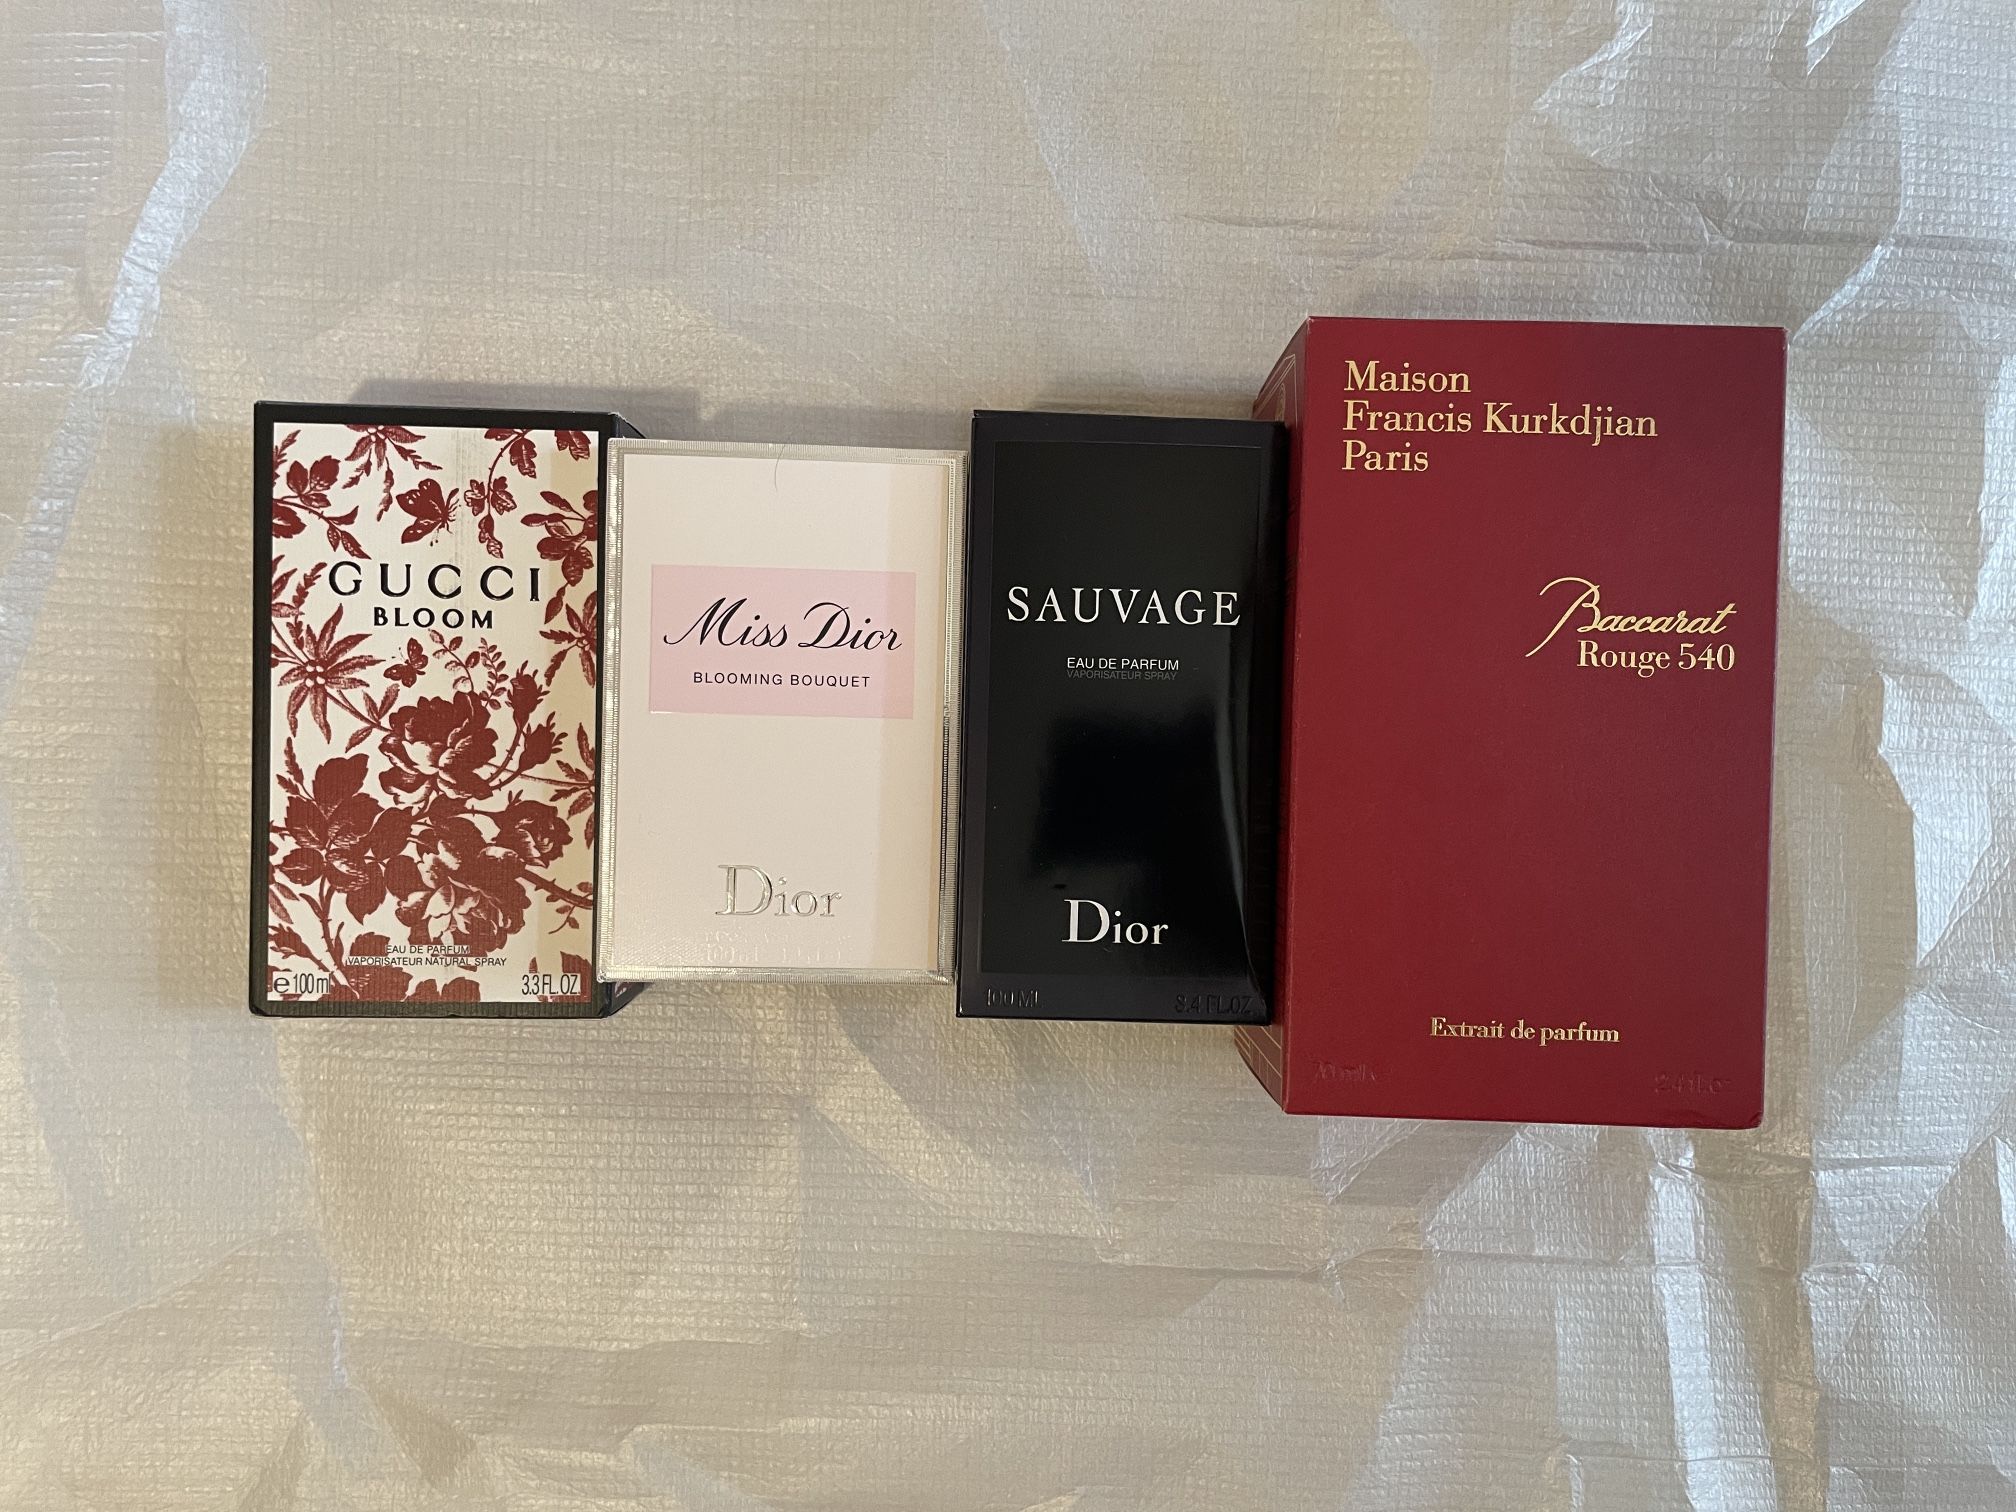 GUCCI
BLOOM
EAU DE PARFUM
VAPORISATEUR NATURAL SPRAY
e 100 ml
3.3 FL.OZ.
Miss Dior
BLOOMING BOUQUET
Dior
SAUVAGE
EAU DE PARFUM
VAPORISATEUR SPRAY
Dior
100 ML
3.4 FL.OZ
Maison
Francis Kurkdjian
Paris
Baccarat
Rouge 540
Extrait de parfum